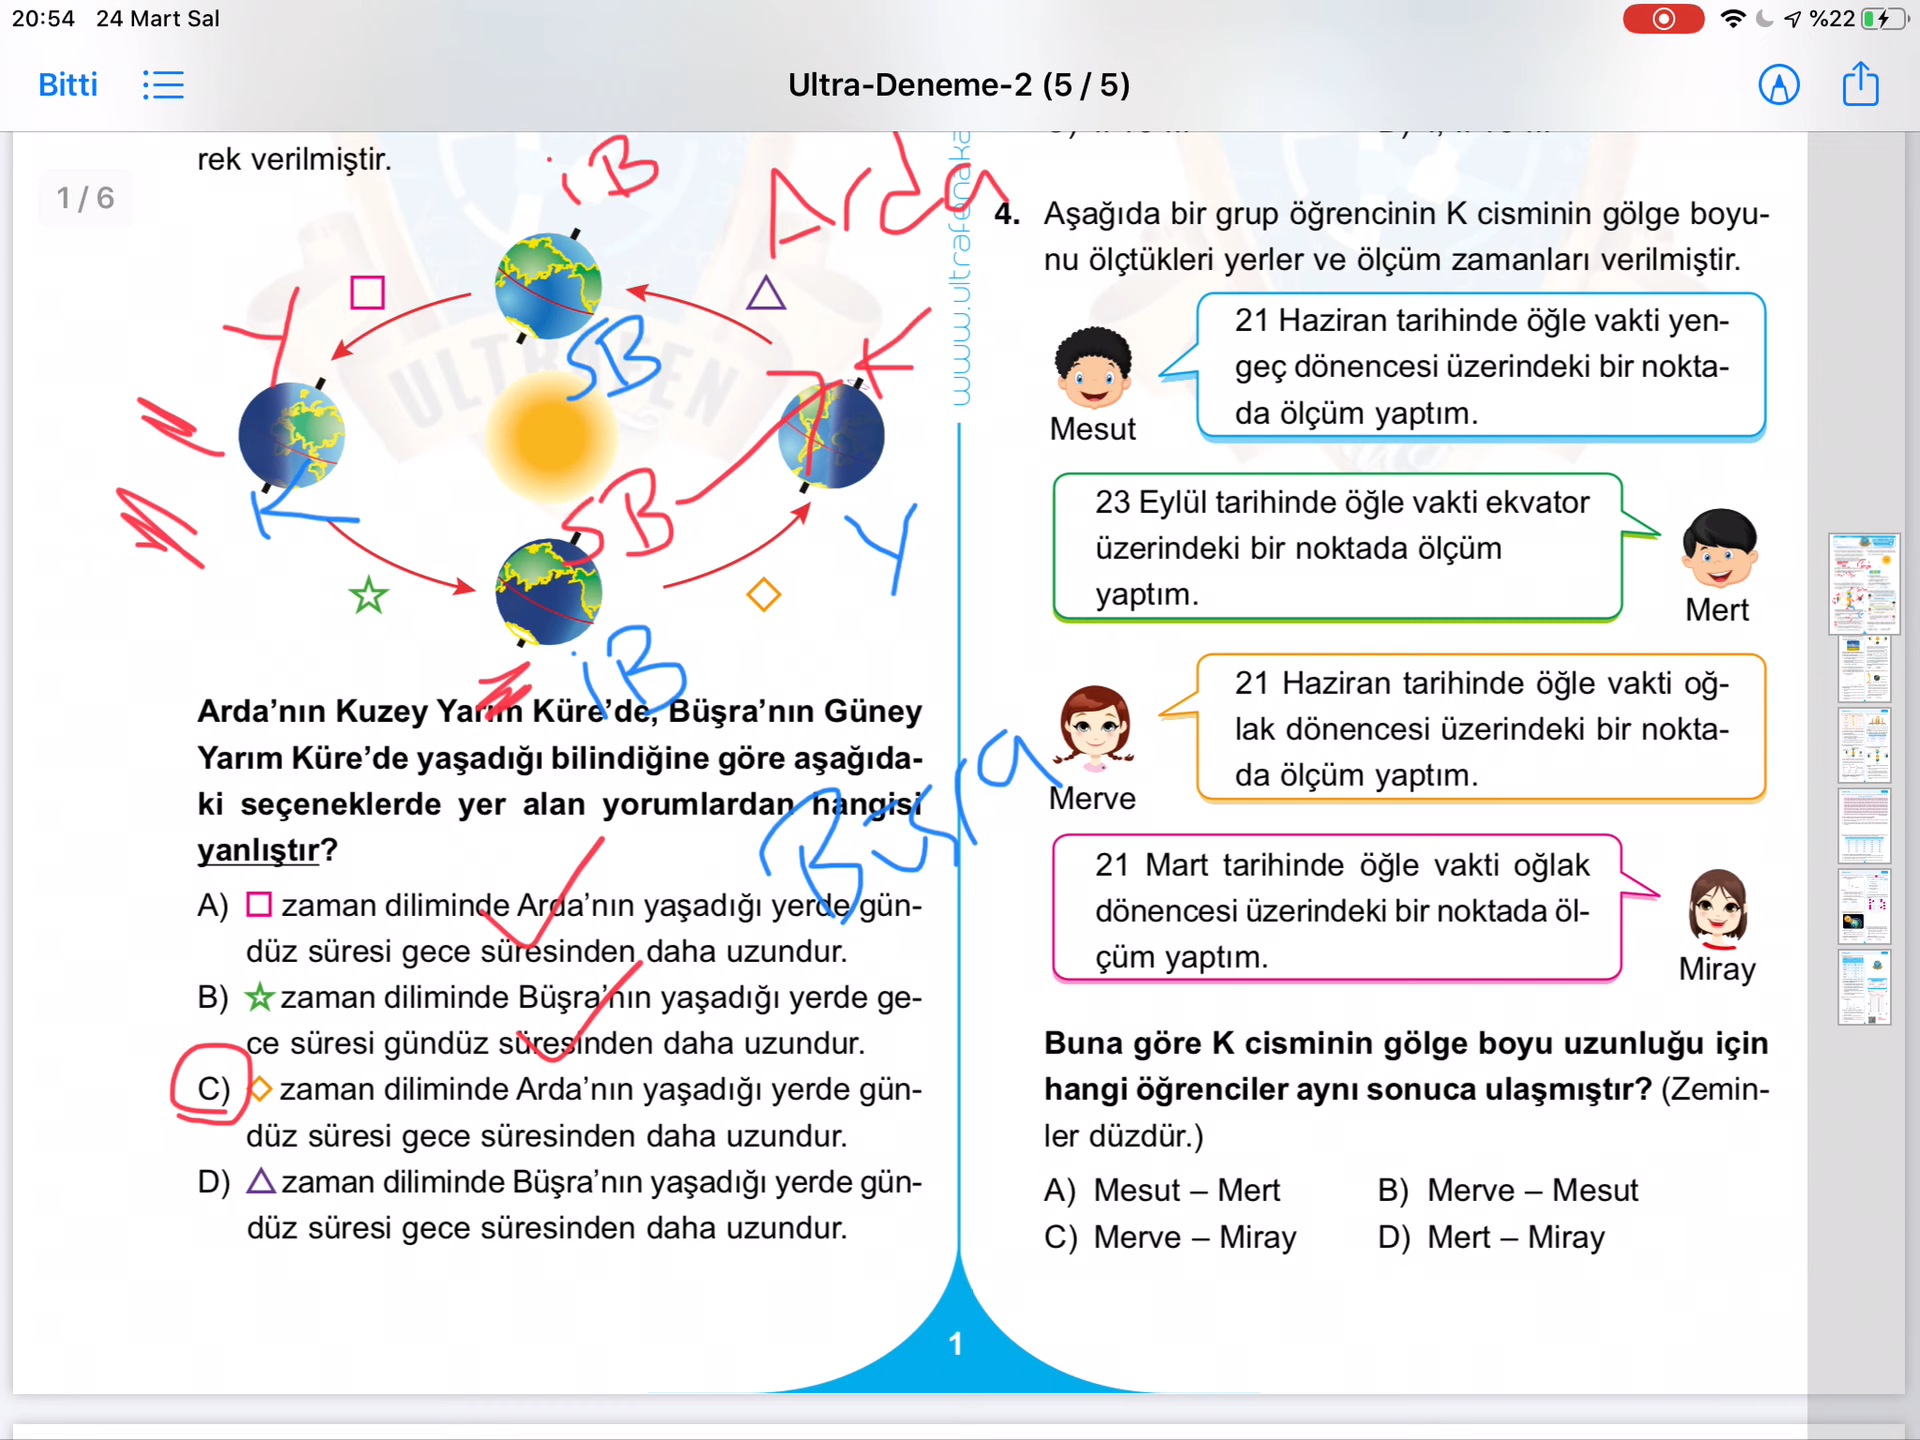 20:54 24 Mart Sal
%22
Bitti
Ultra-Deneme-2 (5 / 5)
1 / 6
rek verilmiştir.
iB
Arda
ULTRAFEN
Y
SB
K
K
SB
Y
iB
Büşra
Arda’nın Kuzey Yarım Küre’de, Büşra’nın Güney
Yarım Küre’de yaşadığı bilindiğine göre aşağıda-
ki seçeneklerde yer alan yorumlardan hangisi
yanlıştır?
A) zaman diliminde Arda’nın yaşadığı yerde gün-
düz süresi gece süresinden daha uzundur.
B) zaman diliminde Büşra’nın yaşadığı yerde ge-
ce süresi gündüz süresinden daha uzundur.
C) zaman diliminde Arda’nın yaşadığı yerde gün-
düz süresi gece süresinden daha uzundur.
D) zaman diliminde Büşra’nın yaşadığı yerde gün-
düz süresi gece süresinden daha uzundur.
www.ultrafenaka
4. Aşağıda bir grup öğrencinin K cisminin gölge boyu-
nu ölçtükleri yerler ve ölçüm zamanları verilmiştir.
21 Haziran tarihinde öğle vakti yen-
geç dönencesi üzerindeki bir nokta-
da ölçüm yaptım.
Mesut
23 Eylül tarihinde öğle vakti ekvator
üzerindeki bir noktada ölçüm
yaptım.
Mert
21 Haziran tarihinde öğle vakti oğ-
lak dönencesi üzerindeki bir nokta-
da ölçüm yaptım.
Merve
21 Mart tarihinde öğle vakti oğlak
dönencesi üzerindeki bir noktada öl-
çüm yaptım.
Miray
Buna göre K cisminin gölge boyu uzunluğu için
hangi öğrenciler aynı sonuca ulaşmıştır? (Zemin-
ler düzdür.)
A) Mesut – Mert B) Merve – Mesut
C) Merve – Miray D) Mert – Miray
1